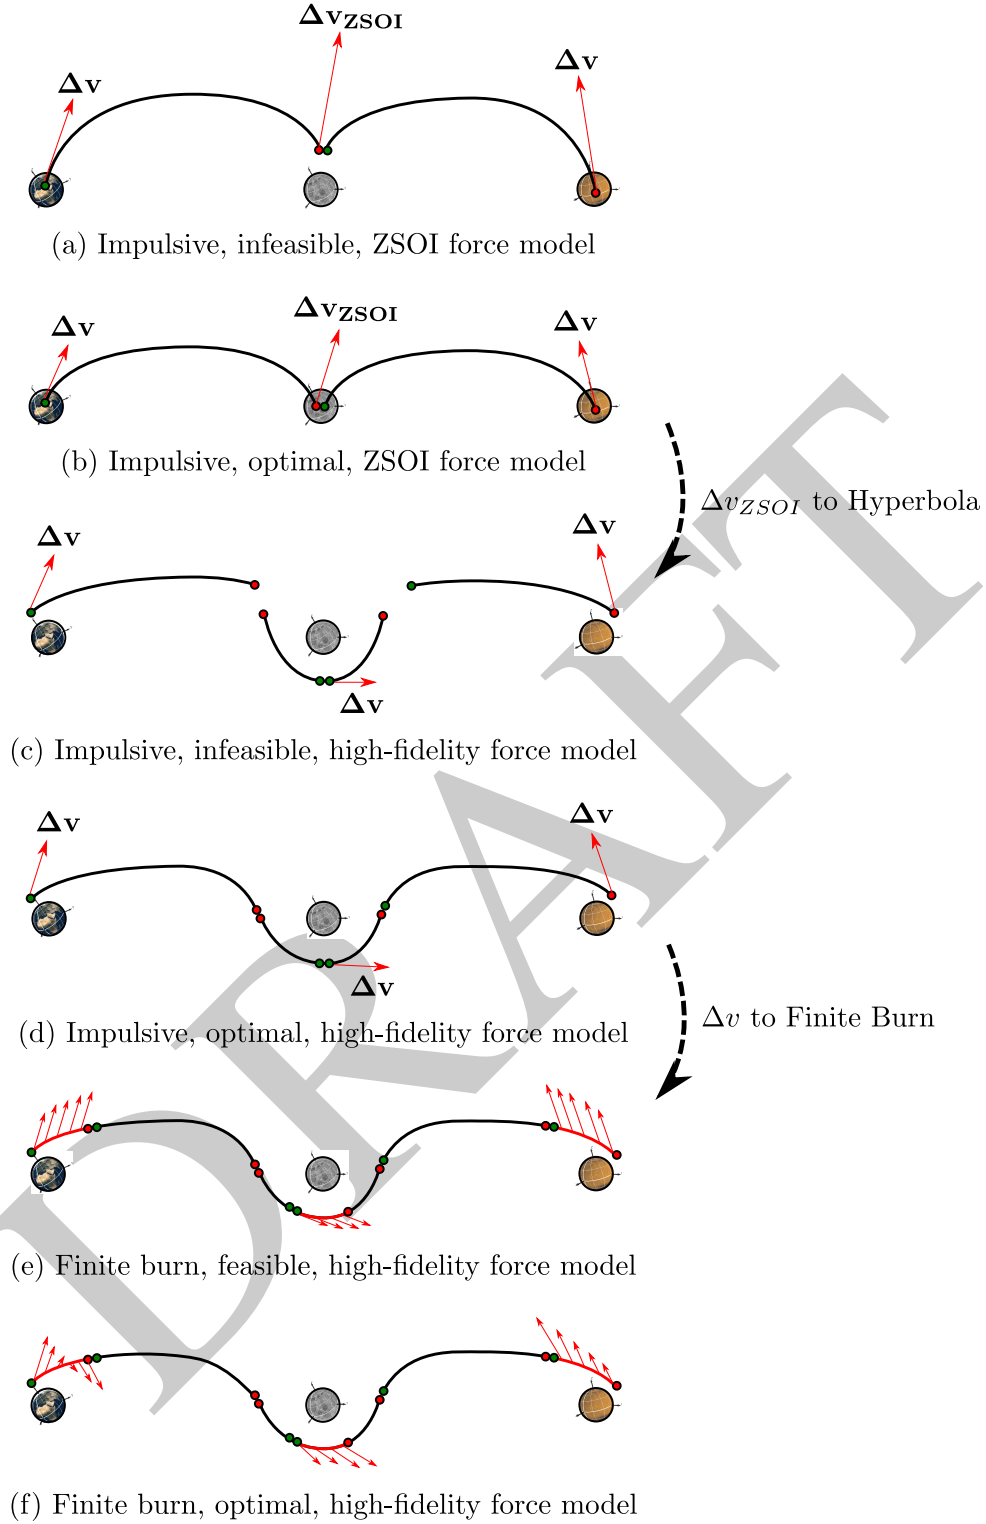 Δv_ZSOI
Δv
Δv
(a) Impulsive, infeasible, ZSOI force model
Δv_ZSOI
Δv
Δv
(b) Impulsive, optimal, ZSOI force model
Δv_ZSOI to Hyperbola
Δv
Δv
Δv
(c) Impulsive, infeasible, high-fidelity force model
Δv
Δv
Δv
(d) Impulsive, optimal, high-fidelity force model
Δv to Finite Burn
(e) Finite burn, feasible, high-fidelity force model
(f) Finite burn, optimal, high-fidelity force model
DRAFT